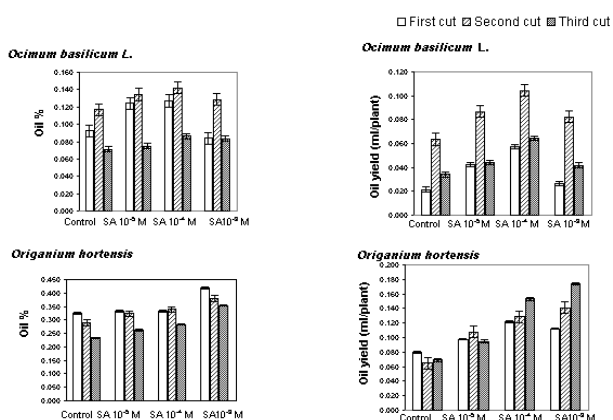 First cut Second cut Third cut
Ocimum basilicum L.
Oil %
0.160
0.140
0.120
0.100
0.080
0.060
0.040
0.020
0.000
Control SA 10⁻⁵ M SA 10⁻⁴ M SA10⁻³ M
Ocimum basilicum L.
Oil yield (ml/plant)
0.120
0.100
0.080
0.060
0.040
0.020
0.000
Control SA 10⁻⁵ M SA 10⁻⁴ M SA10⁻³ M
Origanium hortensis
Oil %
0.450
0.400
0.350
0.300
0.250
0.200
0.150
0.100
0.050
0.000
Control SA 10⁻⁵ M SA 10⁻⁴ M SA10⁻³ M
Origanium hortensis
Oil yield (ml/plant)
0.200
0.180
0.160
0.140
0.120
0.100
0.080
0.060
0.040
0.020
0.000
Control SA 10⁻⁵ M SA 10⁻⁴ M SA10⁻³ M